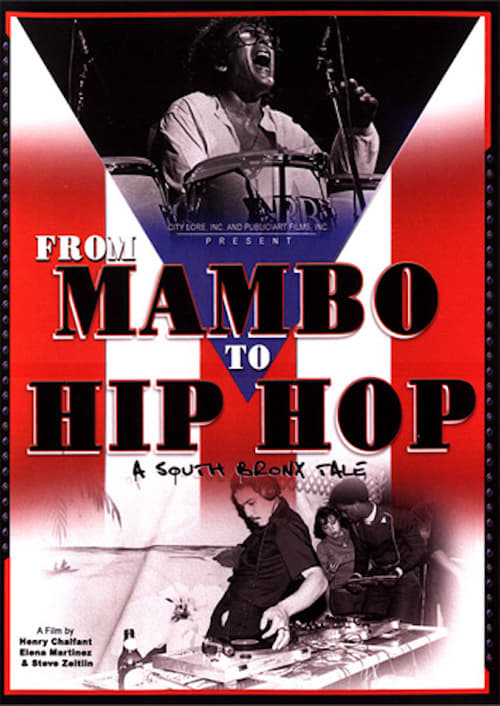 CITY LORE, INC. AND PUBLIC/ART FILMS, INC.
PRESENT
FROM
MAMBO
TO
HIP HOP
A SOUTH BRONX TALE
A Film by
Henry Chalfant
Elena Martinez
& Steve Zeitlin